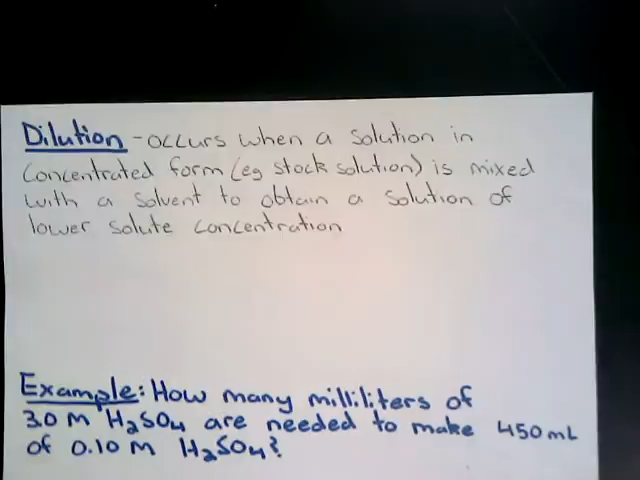 Dilution - occurs when a solution in
concentrated form (eg stock solution) is mixed
with a solvent to obtain a solution of
lower solute concentration
Example: How many milliliters of
3.0 M H₂SO₄ are needed to make 450 mL
of 0.10 M H₂SO₄?